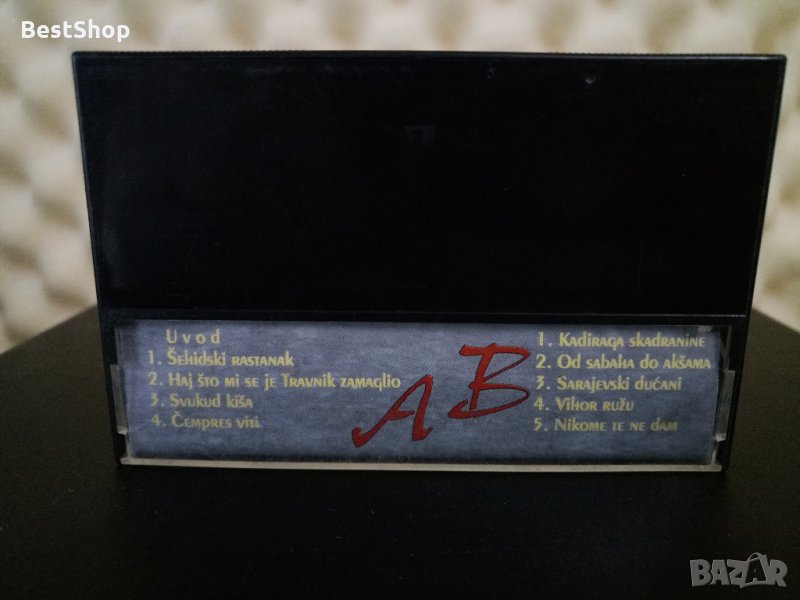 BestShop
Uvod
1. Šehidski rastanak
2. Haj što mi se je Travnik zamaglio
3. Svukud kiša
4. Čempres viti
A B
1. Kadiraga skadranine
2. Od sabaha do akšama
3. Sarajevski dućani
4. Vihor ružu
5. Nikome te ne dam
BAZAR